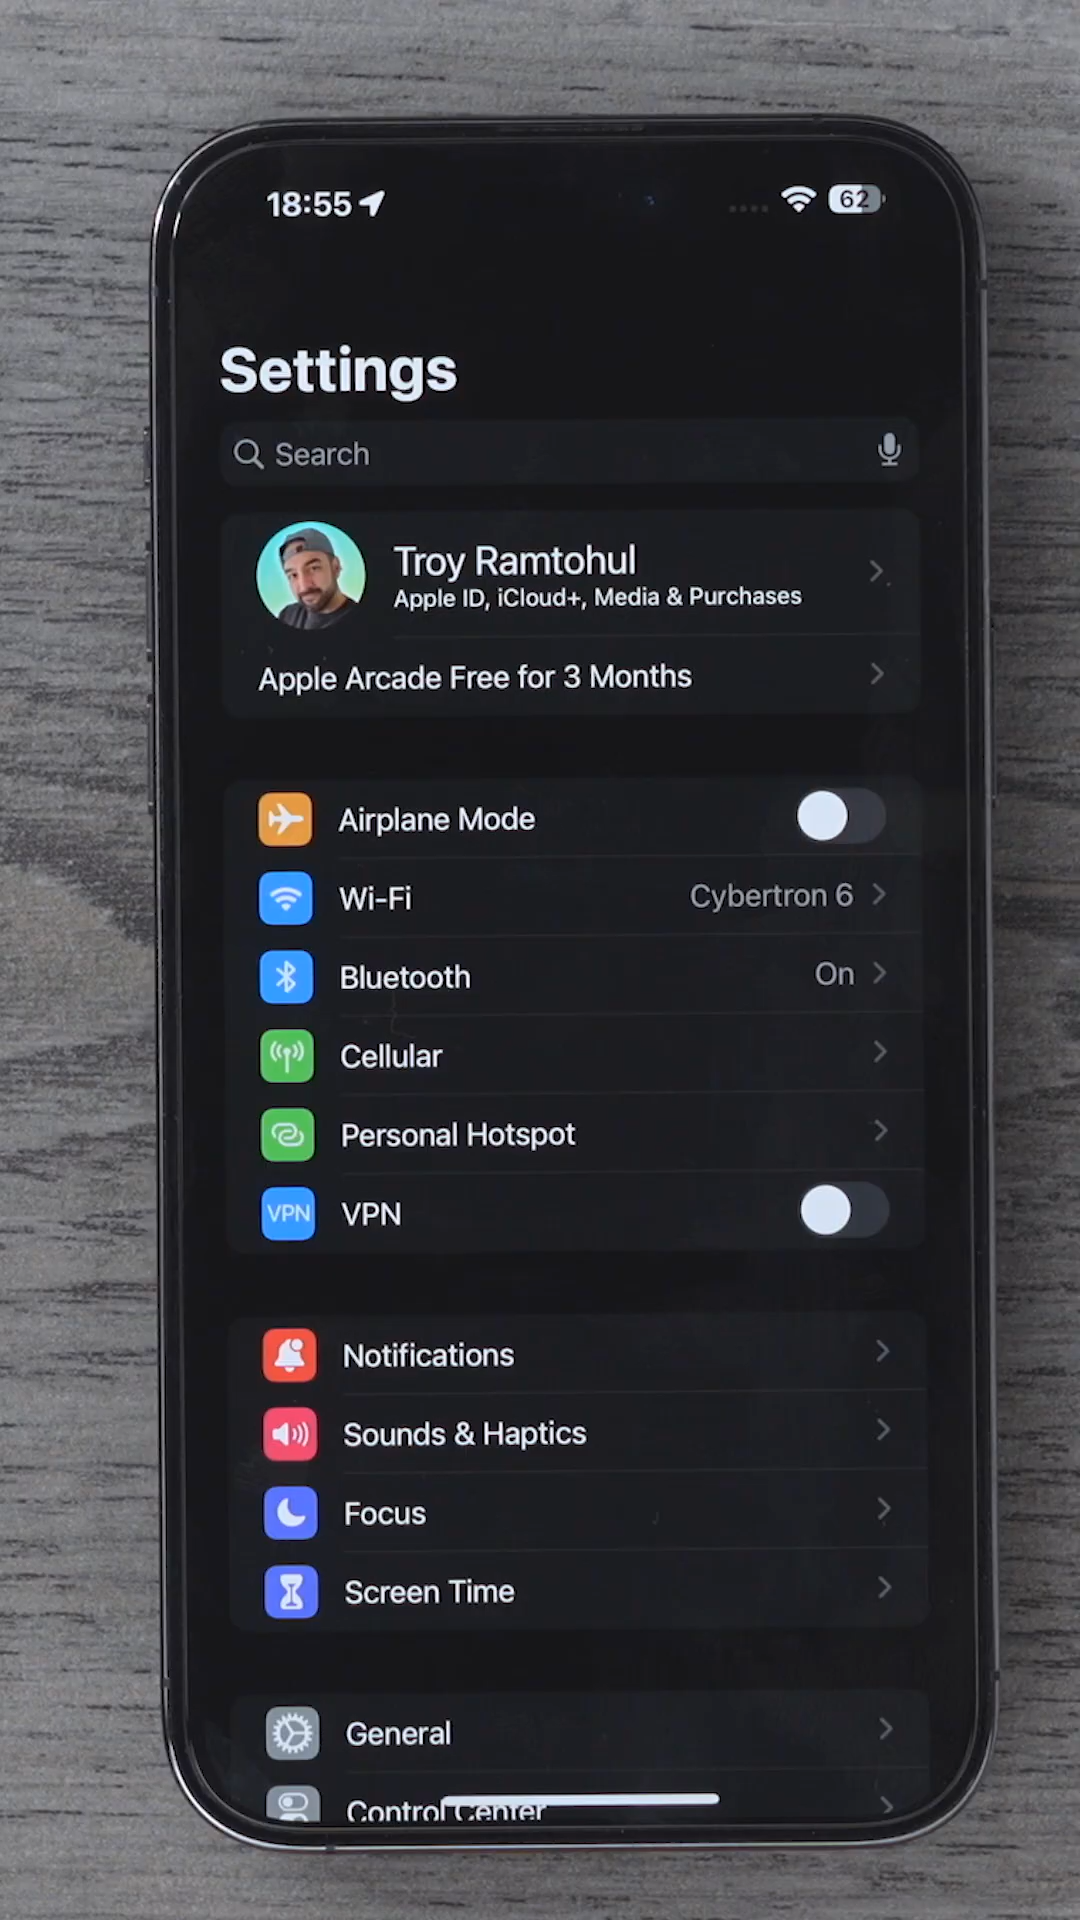 18:55
62
Settings
Search
Troy Ramtohul
Apple ID, iCloud+, Media & Purchases
Apple Arcade Free for 3 Months
Airplane Mode
Wi-Fi Cybertron 6
Bluetooth On
Cellular
Personal Hotspot
VPN VPN
Notifications
Sounds & Haptics
Focus
Screen Time
General
Control Center